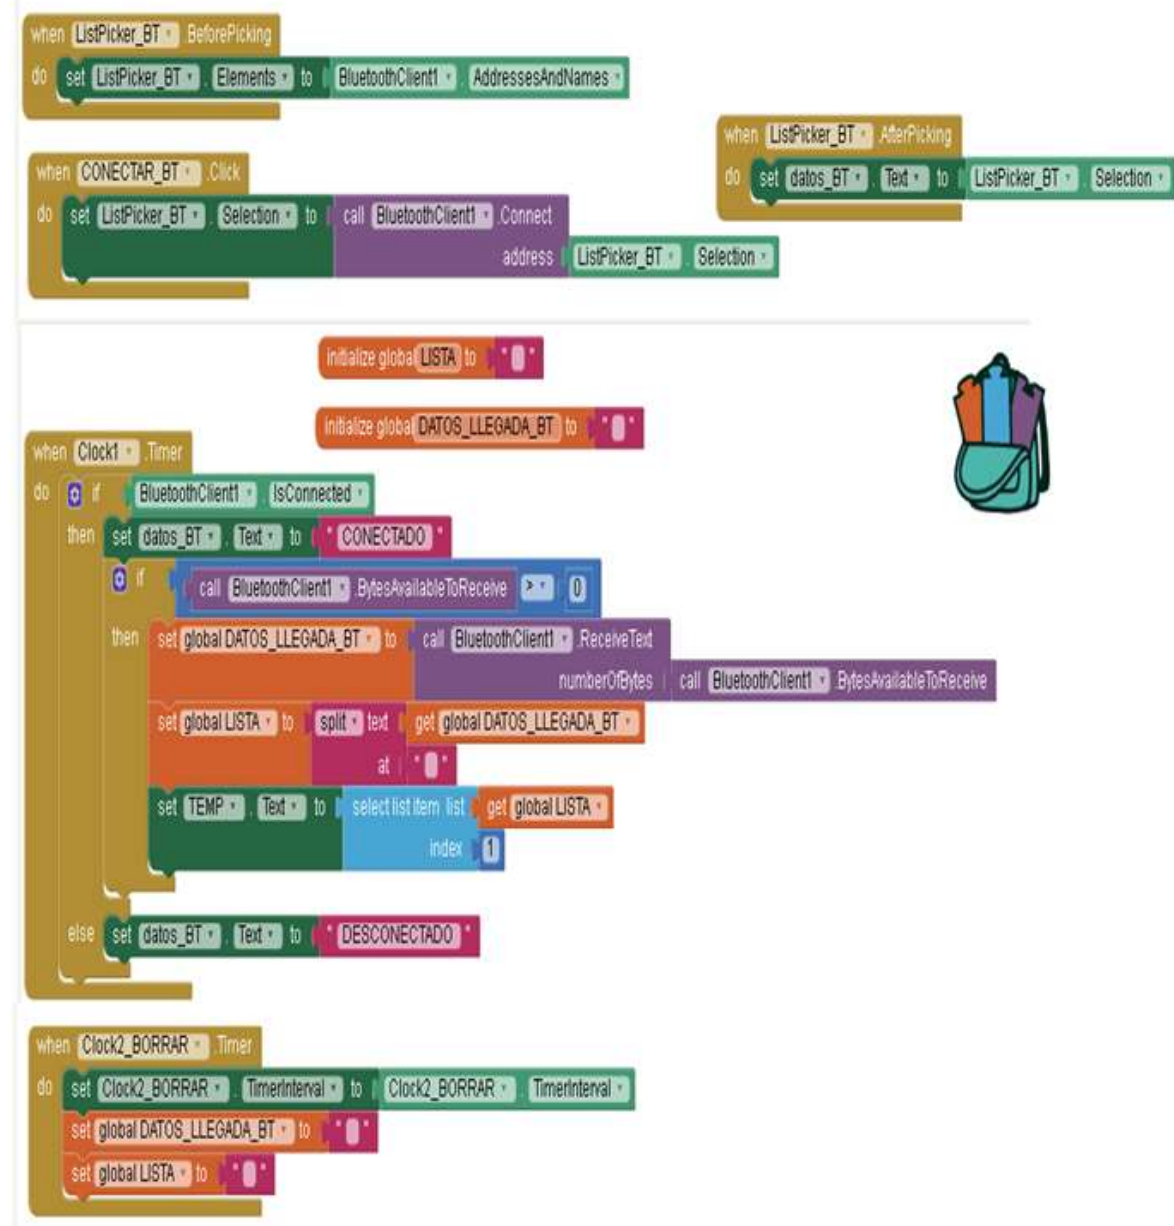 when ListPicker_BT .BeforePicking
do set ListPicker_BT . Elements to BluetoothClient1 . AddressesAndNames
when ListPicker_BT .AfterPicking
do set datos_BT . Text to ListPicker_BT . Selection
when CONECTAR_BT .Click
do set ListPicker_BT . Selection to call BluetoothClient1 .Connect
address ListPicker_BT . Selection
initialize global LISTA to " "
initialize global DATOS_LLEGADA_BT to " "
when Clock1 .Timer
do if BluetoothClient1 . IsConnected
then set datos_BT . Text to " CONECTADO "
if call BluetoothClient1 .BytesAvailableToReceive > 0
then set global DATOS_LLEGADA_BT to call BluetoothClient1 .ReceiveText
numberOfBytes call BluetoothClient1 .BytesAvailableToReceive
set global LISTA to split text get global DATOS_LLEGADA_BT
at " "
set TEMP . Text to select list item list get global LISTA
index 1
else set datos_BT . Text to " DESCONECTADO "
when Clock2_BORRAR .Timer
do set Clock2_BORRAR . TimerInterval to Clock2_BORRAR . TimerInterval
set global DATOS_LLEGADA_BT to " "
set global LISTA to " "